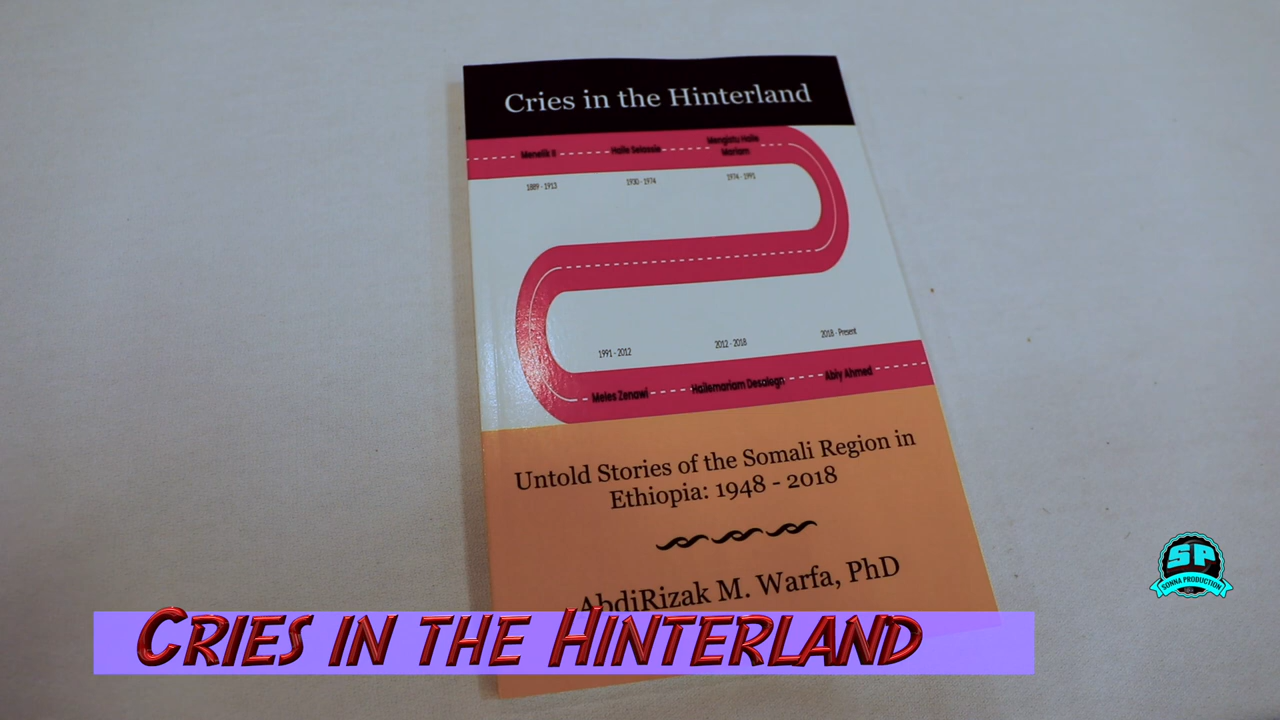 Cries in the Hinterland
Menelik II
Haile Selassie
Mengistu Haile
Mariam
1889 - 1913
1930 - 1974
1974 - 1991
1991 - 2012
2012 - 2018
2018 - Present
Meles Zenawi
Hailemariam Desalegn
Abiy Ahmed
Untold Stories of the Somali Region in
Ethiopia: 1948 - 2018
AbdiRizak M. Warfa, PhD
CRIES IN THE HINTERLAND
SP
SONNA PRODUCTION